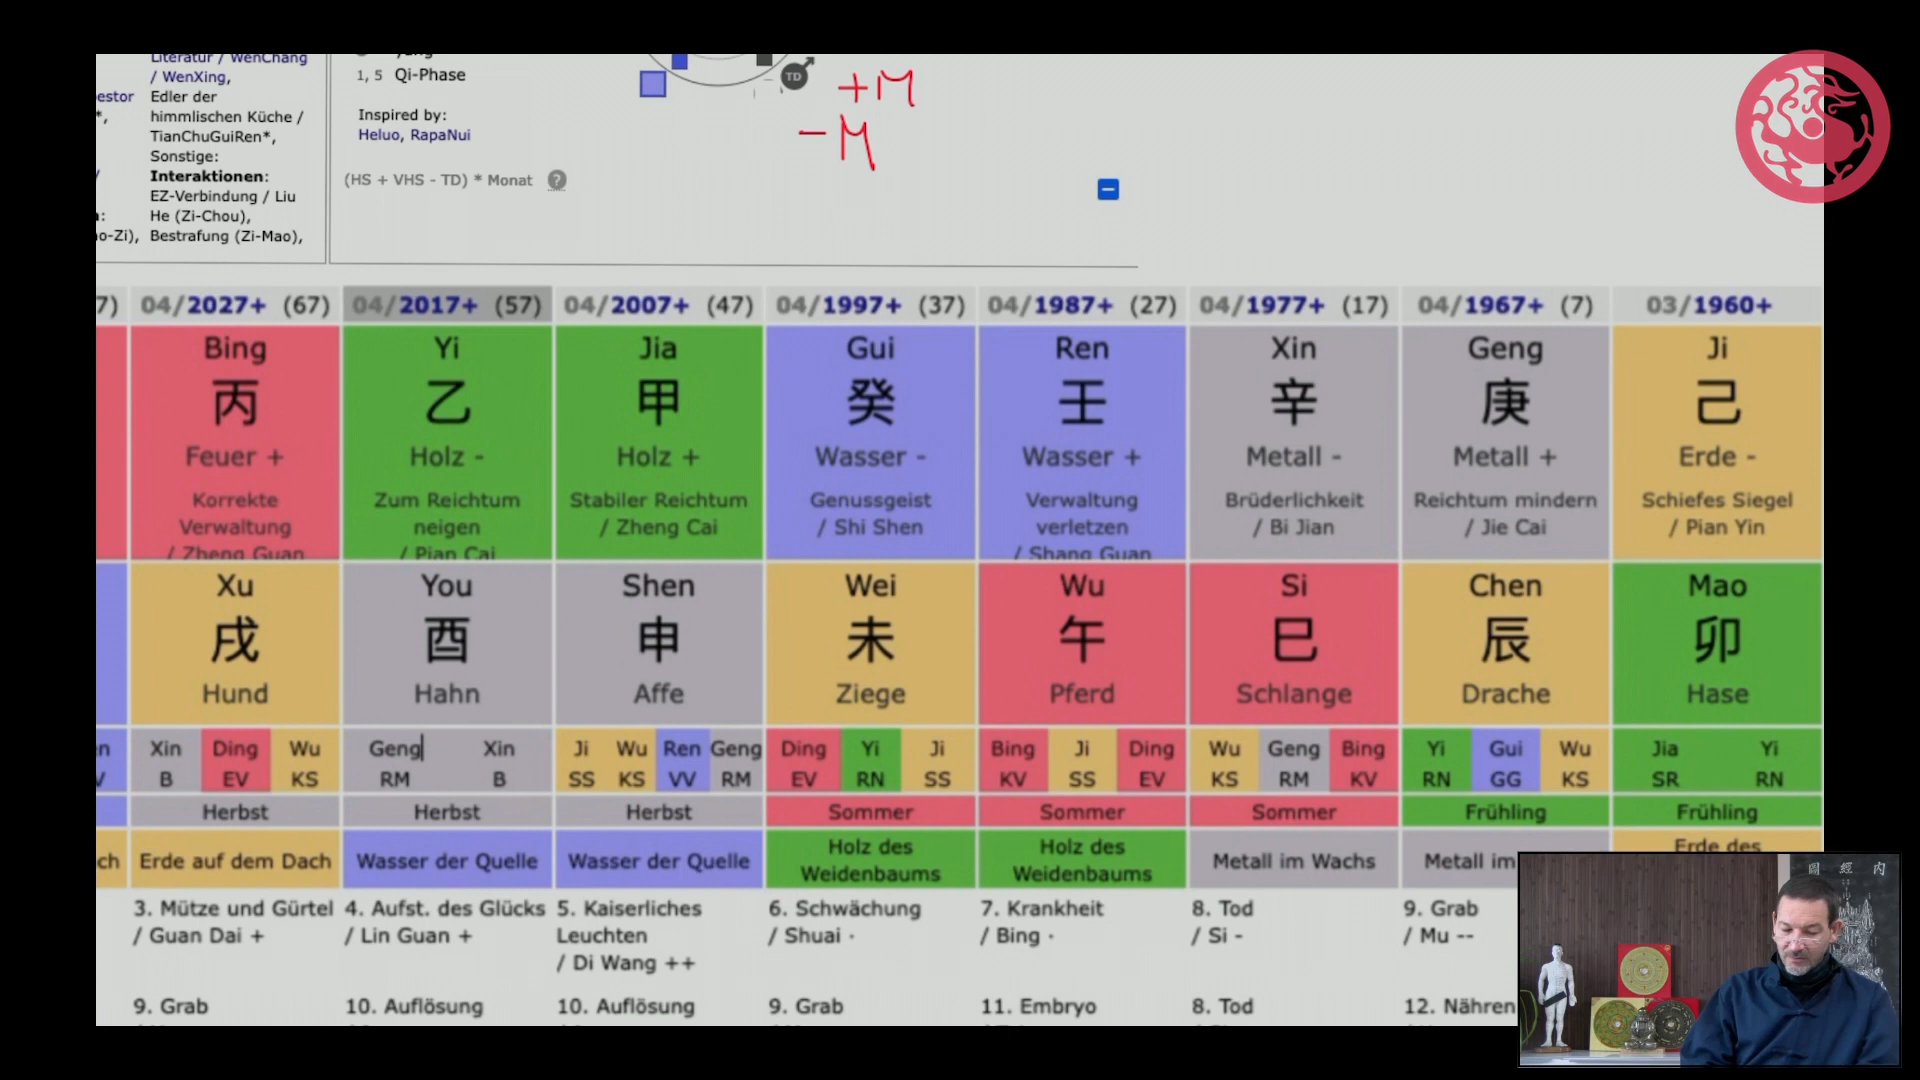 Literatur / WenChang
/ WenXing,
estor Edler der
*, himmlischen Küche /
TianChuGuiRen*,
Sonstige:
/ Interaktionen:
EZ-Verbindung / Liu
He (Zi-Chou),
o-Zi), Bestrafung (Zi-Mao),
1, 5 Qi-Phase
Inspired by:
Heluo, RapaNui
(HS + VHS - TD) * Monat ?
TD
+M
-M
7) 04/2027+ (67) 04/2017+ (57) 04/2007+ (47) 04/1997+ (37) 04/1987+ (27) 04/1977+ (17) 04/1967+ (7) 03/1960+
Bing Yi Jia Gui Ren Xin Geng Ji
丙 乙 甲 癸 壬 辛 庚 己
Feuer + Holz - Holz + Wasser - Wasser + Metall - Metall + Erde -
Korrekte Zum Reichtum Stabiler Reichtum Genussgeist Verwaltung Brüderlichkeit Reichtum mindern Schiefes Siegel
Verwaltung neigen / Zheng Cai / Shi Shen verletzen / Bi Jian / Jie Cai / Pian Yin
/ Zheng Guan / Pian Cai / Shang Guan
Xu You Shen Wei Wu Si Chen Mao
戌 酉 申 未 午 巳 辰 卯
Hund Hahn Affe Ziege Pferd Schlange Drache Hase
n Xin Ding Wu Geng Xin Ji Wu Ren Geng Ding Yi Ji Bing Ji Ding Wu Geng Bing Yi Gui Wu Jia Yi
V B EV KS RM B SS KS VV RM EV RN SS KV SS EV KS RM KV RN GG KS SR RN
Herbst Herbst Herbst Sommer Sommer Sommer Frühling Frühling
ch Erde auf dem Dach Wasser der Quelle Wasser der Quelle Holz des Weidenbaums Holz des Weidenbaums Metall im Wachs Metall im Erde des
3. Mütze und Gürtel 4. Aufst. des Glücks 5. Kaiserliches 6. Schwächung 7. Krankheit 8. Tod 9. Grab
/ Guan Dai + / Lin Guan + Leuchten / Shuai · / Bing · / Si - / Mu --
/ Di Wang ++
9. Grab 10. Auflösung 10. Auflösung 9. Grab 11. Embryo 8. Tod 12. Nähren
圖 經 內